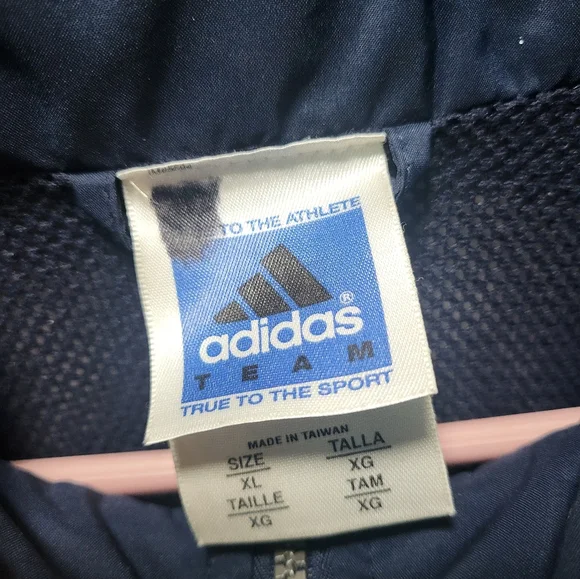 TO THE ATHLETE
adidas®
TEAM
TRUE TO THE SPORT
MADE IN TAIWAN
SIZE TALLA
XL XG
TAILLE TAM
XG XG